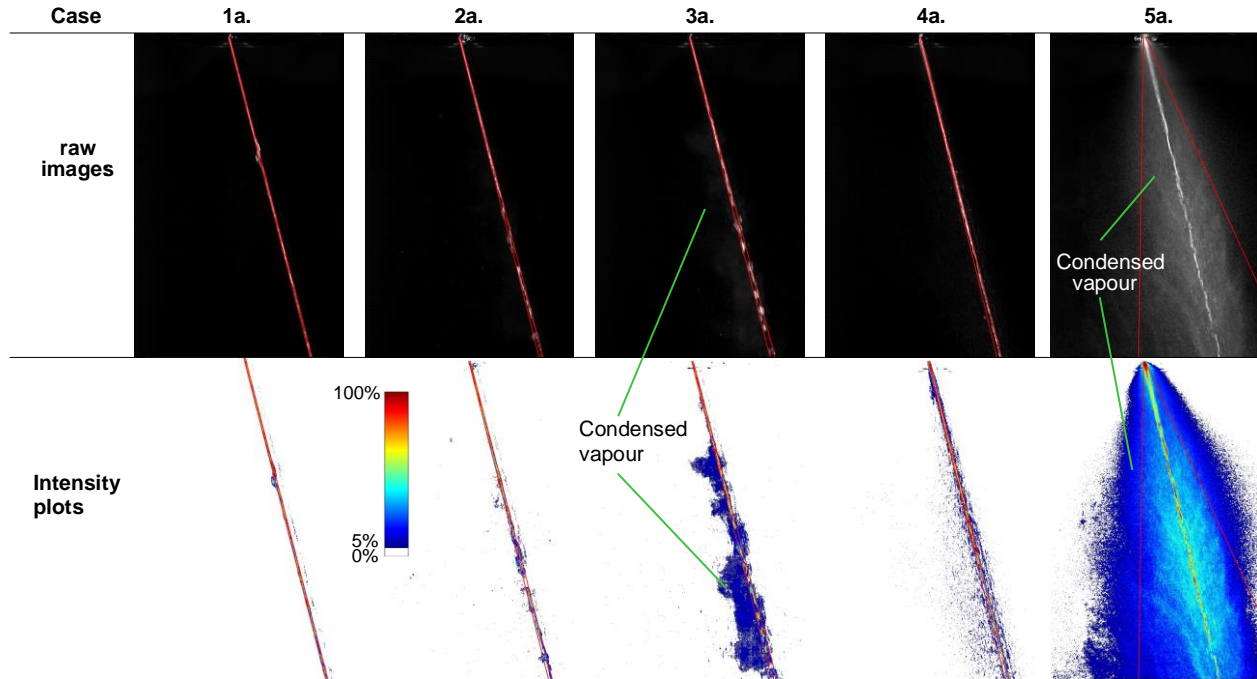 Case 1a. 2a. 3a. 4a. 5a.
raw
images
Condensed
vapour
Condensed
vapour
100%
5%
0%
Intensity
plots